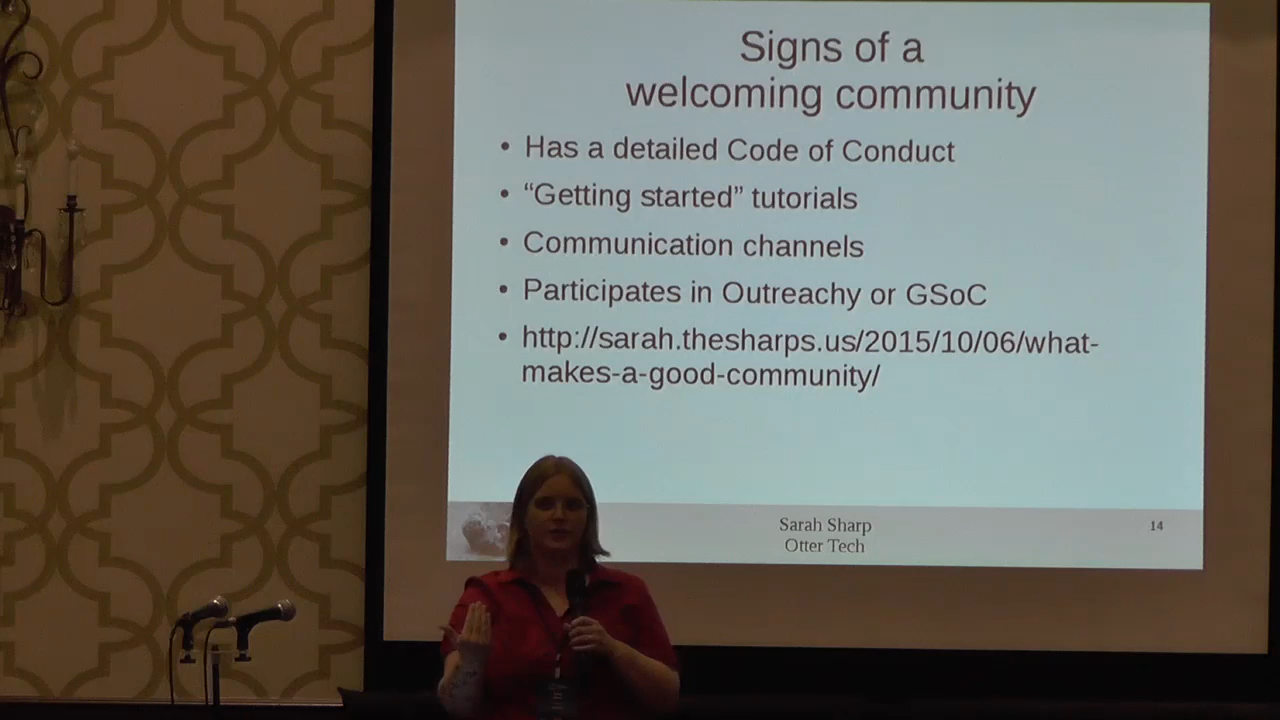 Signs of a
welcoming community
• Has a detailed Code of Conduct
• “Getting started” tutorials
• Communication channels
• Participates in Outreachy or GSoC
• http://sarah.thesharps.us/2015/10/06/what-
makes-a-good-community/
Sarah Sharp
Otter Tech
14